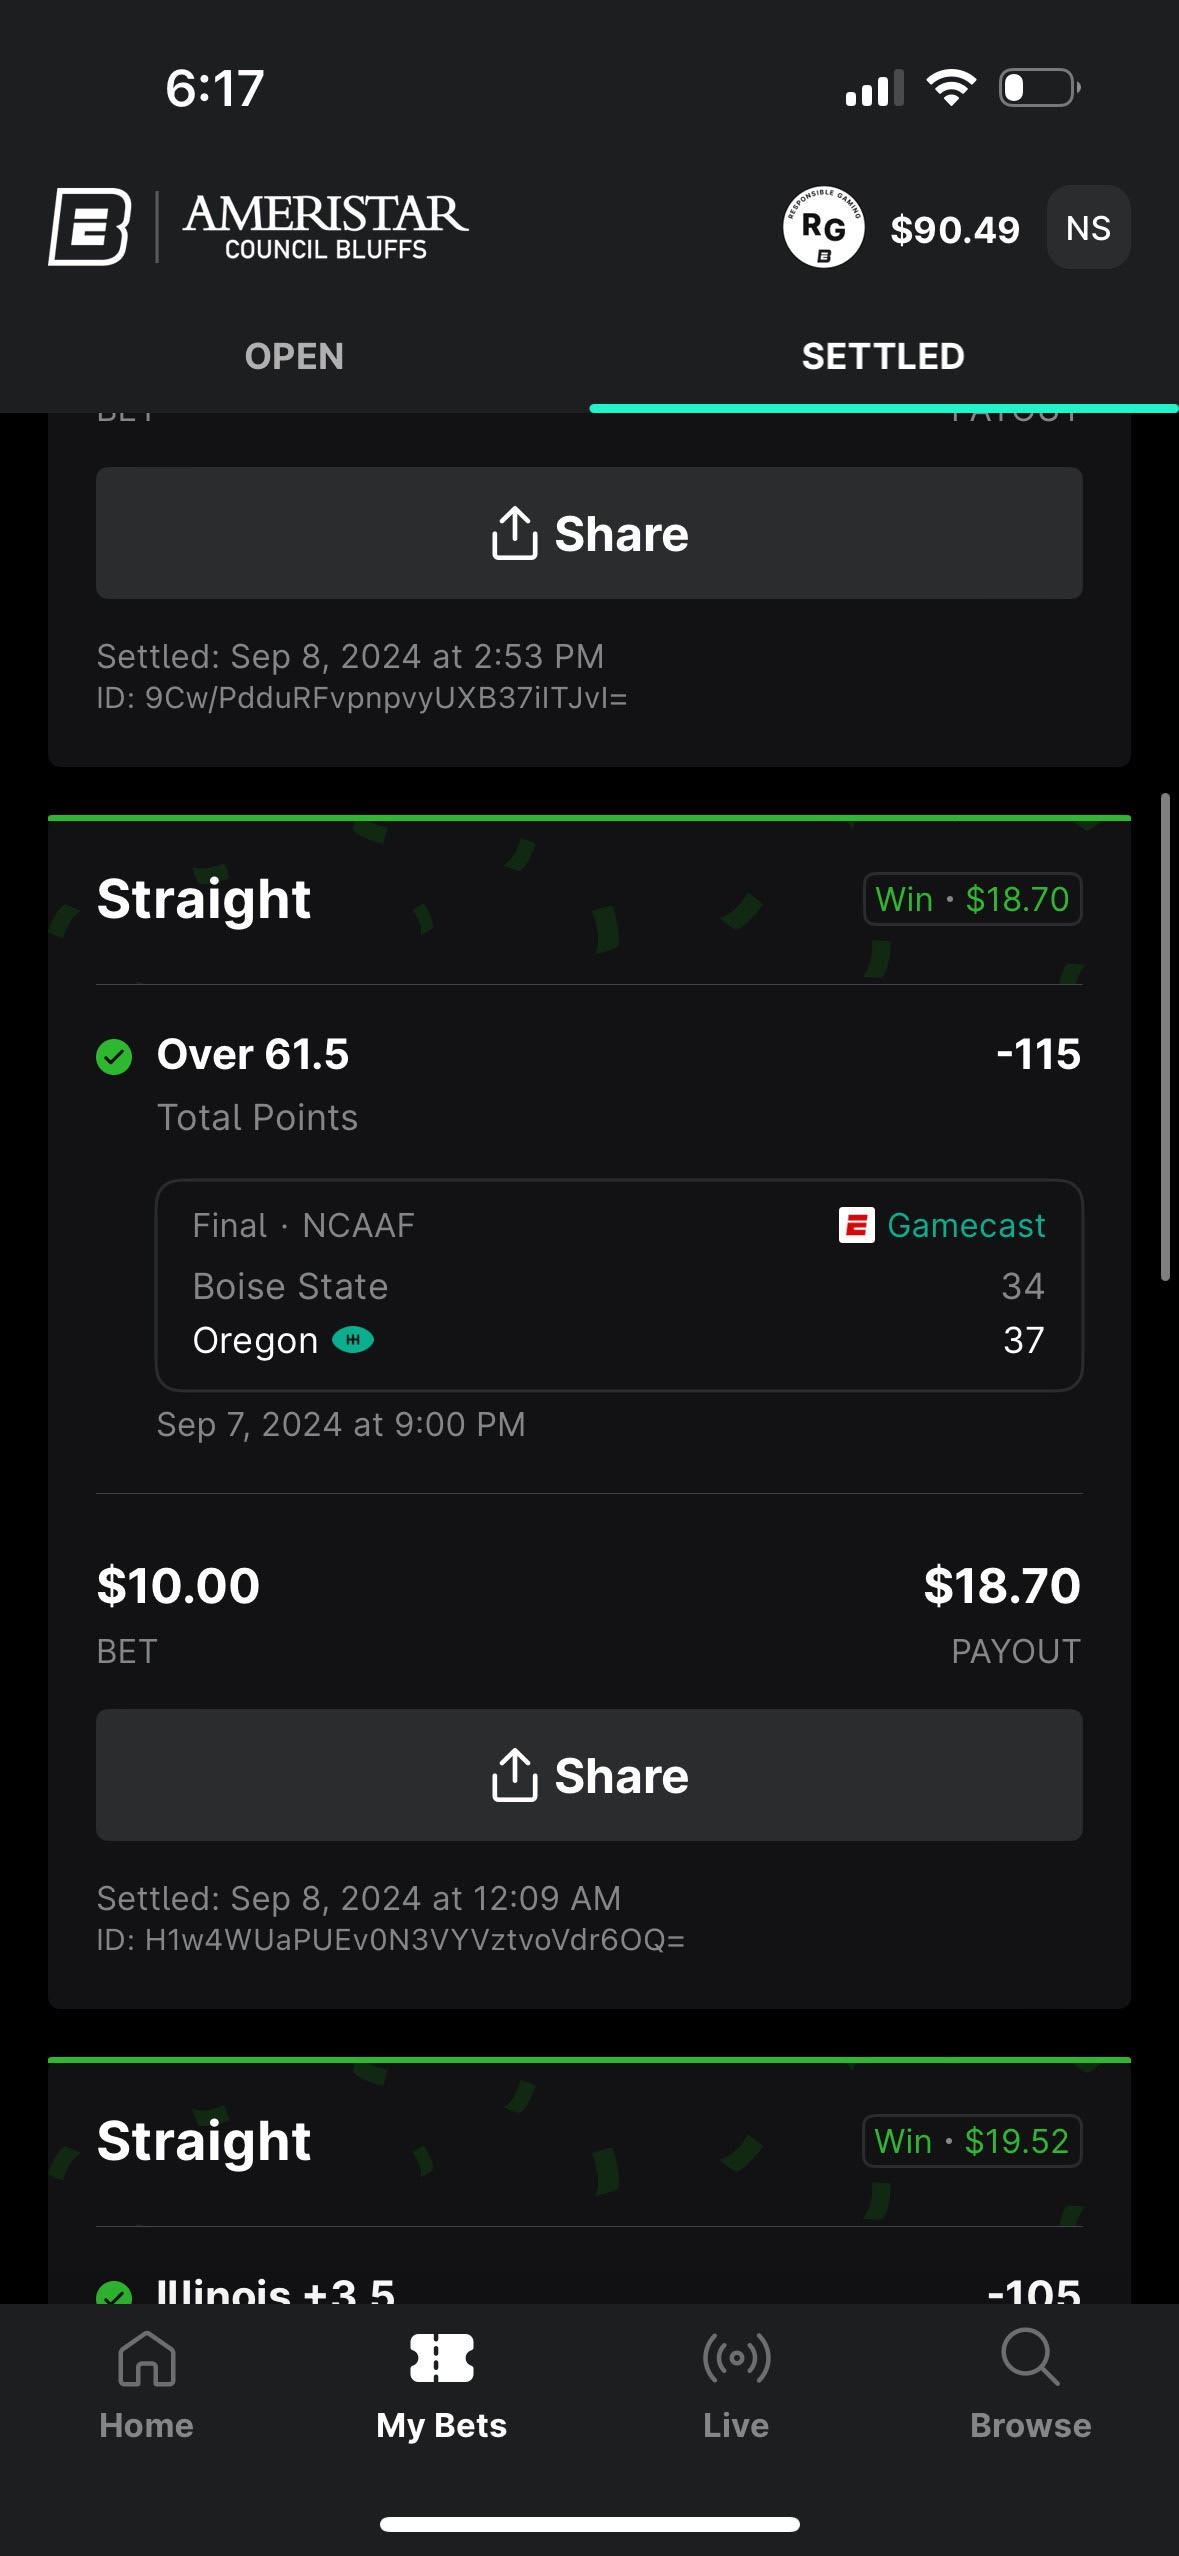 6:17
AMERISTAR
COUNCIL BLUFFS
RESPONSIBLE GAMING
RG
$90.49
NS
OPEN
SETTLED
BET
PAYOUT
Share
Settled: Sep 8, 2024 at 2:53 PM
ID: 9Cw/PdduRFvpnpvyUXB37iITJvI=
Straight
Win • $18.70
Over 61.5
-115
Total Points
Final · NCAAF
Gamecast
Boise State
34
Oregon
37
Sep 7, 2024 at 9:00 PM
$10.00
$18.70
BET
PAYOUT
Share
Settled: Sep 8, 2024 at 12:09 AM
ID: H1w4WUaPUEv0N3VYVztvoVdr6OQ=
Straight
Win • $19.52
Illinois +3.5
-105
Home
My Bets
Live
Browse